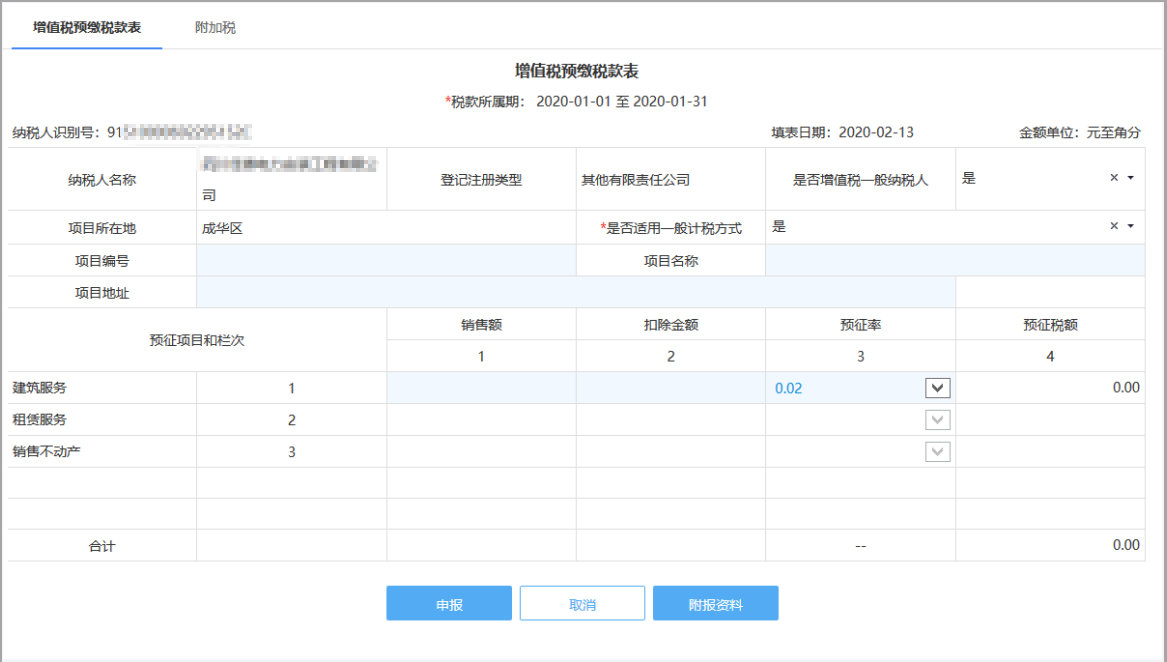 增值税预缴税款表 附加税
增值税预缴税款表
*税款所属期： 2020-01-01 至 2020-01-31
纳税人识别号：91 填表日期：2020-02-13 金额单位：元至角分
纳税人名称 司 登记注册类型 其他有限责任公司 是否增值税一般纳税人 是 ×
项目所在地 成华区 *是否适用一般计税方式 是 ×
项目编号 项目名称
项目地址
预征项目和栏次 销售额 扣除金额 预征率 预征税额
1 2 3 4
建筑服务 1 0.02 0.00
租赁服务 2
销售不动产 3
合计 -- 0.00
申报 取消 附报资料